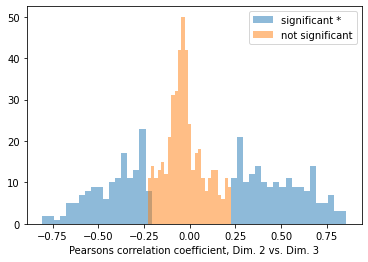 significant *
not significant
50
40
30
20
10
0
−0.75 −0.50 −0.25 0.00 0.25 0.50 0.75
Pearsons correlation coefficient, Dim. 2 vs. Dim. 3